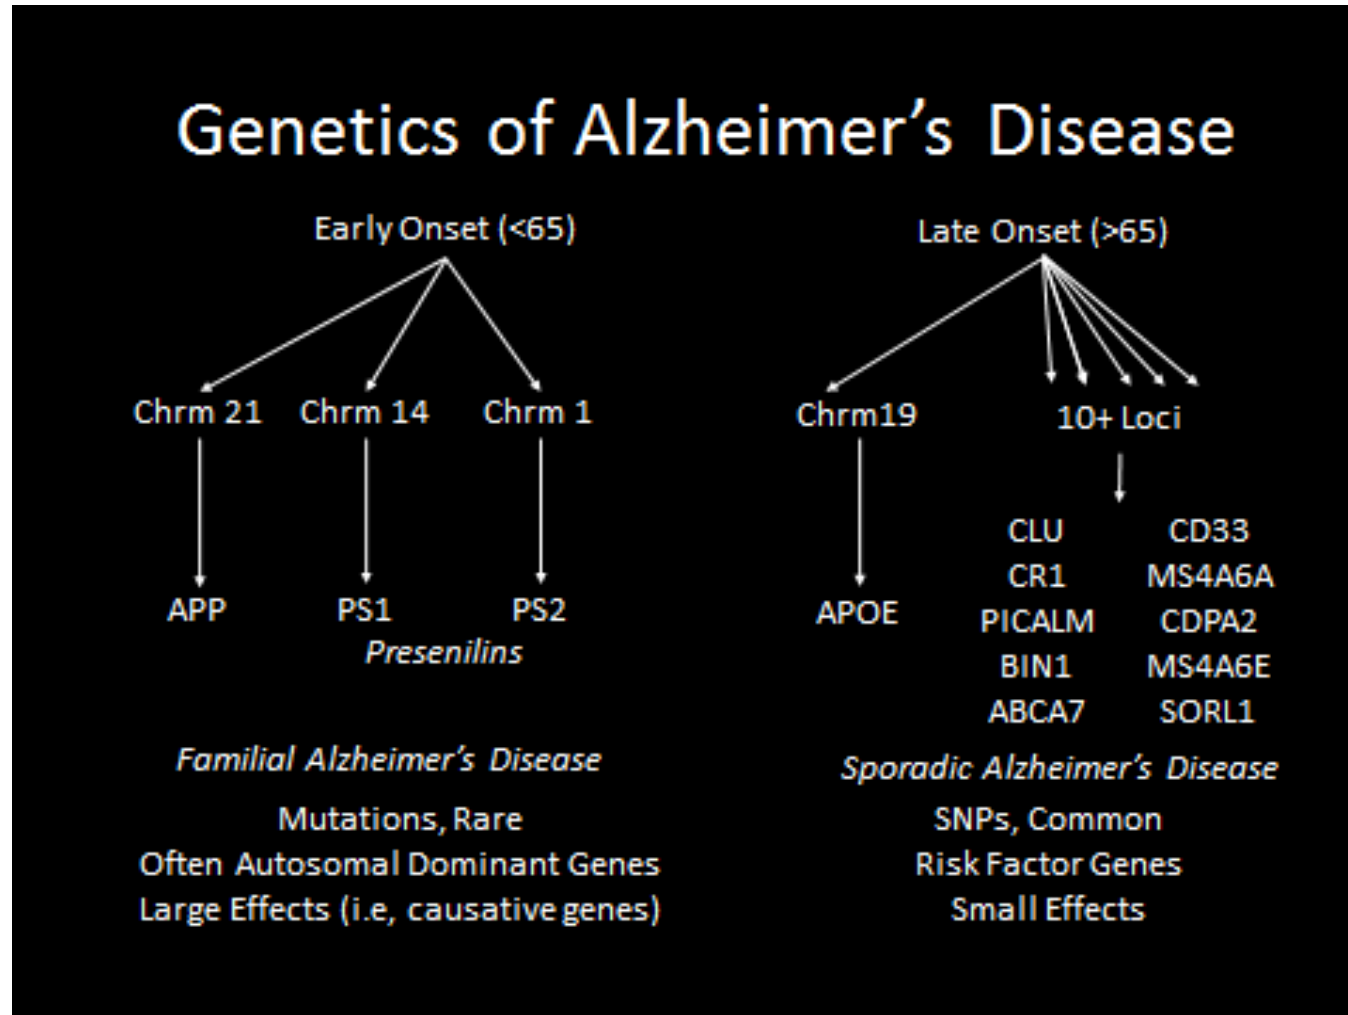 Genetics of Alzheimer's Disease
Early Onset (<65)
Late Onset (>65)
Chrm 21
Chrm 14
Chrm 1
Chrm19
10+ Loci
APP
PS1
PS2
Presenilins
APOE
CLU
CD33
CR1
MS4A6A
PICALM
CDPA2
BIN1
MS4A6E
ABCA7
SORL1
Familial Alzheimer's Disease
Mutations, Rare
Often Autosomal Dominant Genes
Large Effects (i.e, causative genes)
Sporadic Alzheimer's Disease
SNPs, Common
Risk Factor Genes
Small Effects